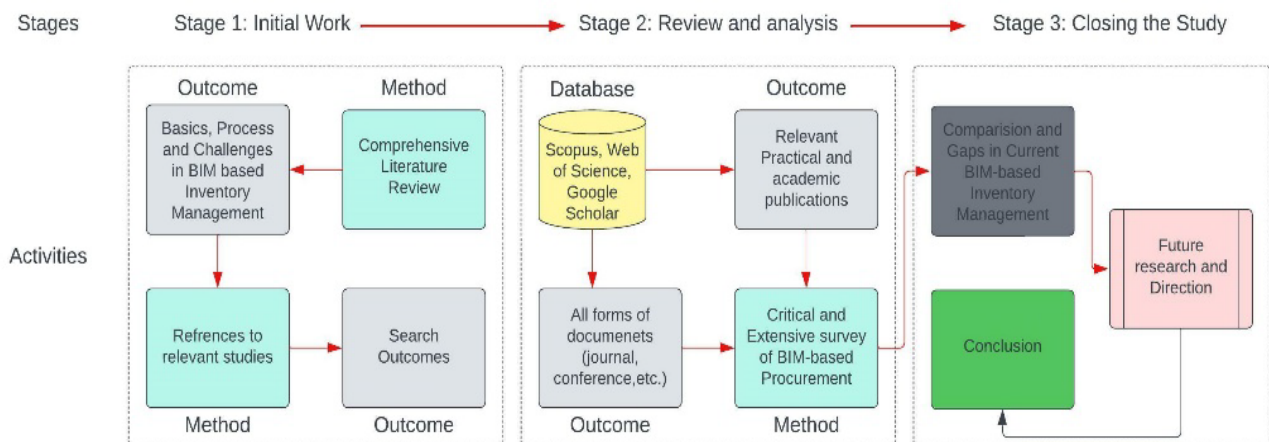 Stages
Stage 1: Initial Work
Stage 2: Review and analysis
Stage 3: Closing the Study
Activities
Outcome
Method
Basics, Process
and Challenges
in BIM based
Inventory
Management
Comprehensive
Literature
Review
Refrences to
relevant studies
Search
Outcomes
Method
Outcome
Database
Outcome
Scopus, Web
of Science,
Google
Scholar
Relevant
Practical and
academic
publications
All forms of
documenets
(journal,
conference,etc.)
Critical and
Extensive survey
of BIM-based
Procurement
Outcome
Method
Comparision and
Gaps in Current
BIM-based
Inventory
Management
Future
research and
Direction
Conclusion